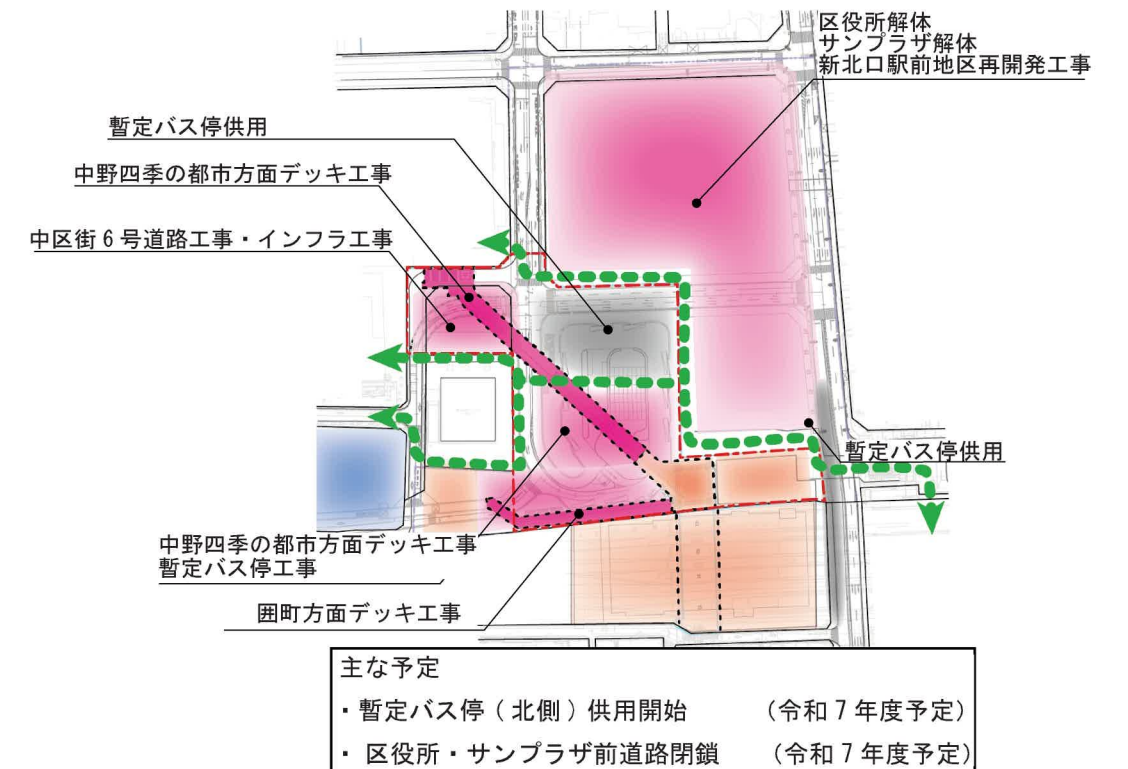 区役所解体
サンプラザ解体
新北口駅前地区再開発工事
暫定バス停供用
中野四季の都市方面デッキ工事
中区街6号道路工事・インフラ工事
暫定バス停供用
中野四季の都市方面デッキ工事
暫定バス停工事
囲町方面デッキ工事
主な予定
・暫定バス停（北側）供用開始　（令和7年度予定）
・区役所・サンプラザ前道路閉鎖　（令和7年度予定）